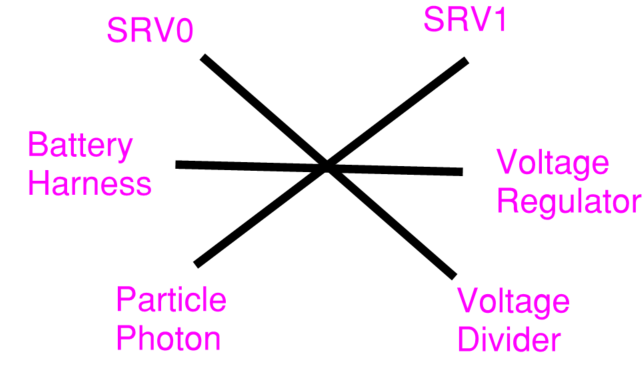 SRV0
SRV1
Battery
Harness
Voltage
Regulator
Particle
Photon
Voltage
Divider